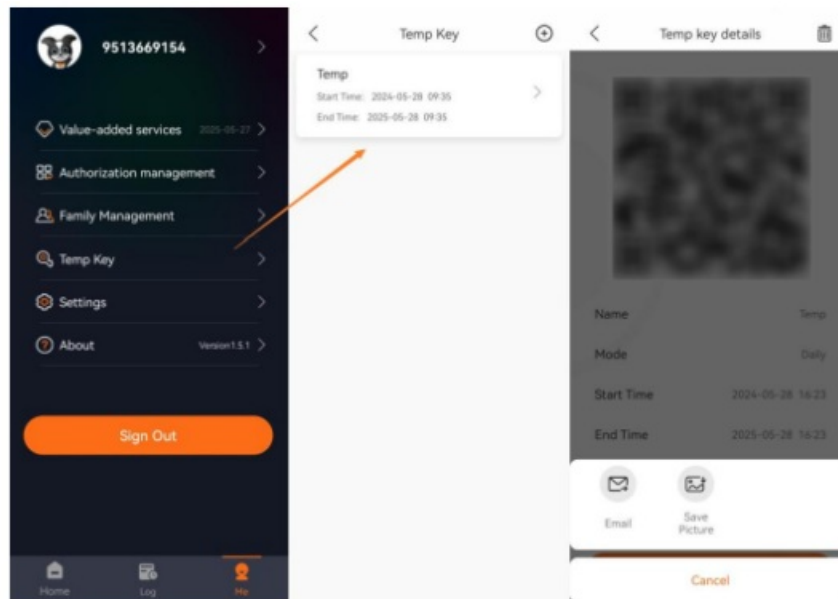 9513669154
Value-added services 2025-05-27
Authorization management
Family Management
Temp Key
Settings
About Version1.5.1
Sign Out
Home Log Me
Temp Key
Temp
Start Time: 2024-05-28 09:35
End Time: 2025-05-28 09:35
Temp key details
Name Temp
Mode Daily
Start Time 2024-05-28 16:23
End Time 2025-05-28 16:23
Email
Save
Picture
Cancel